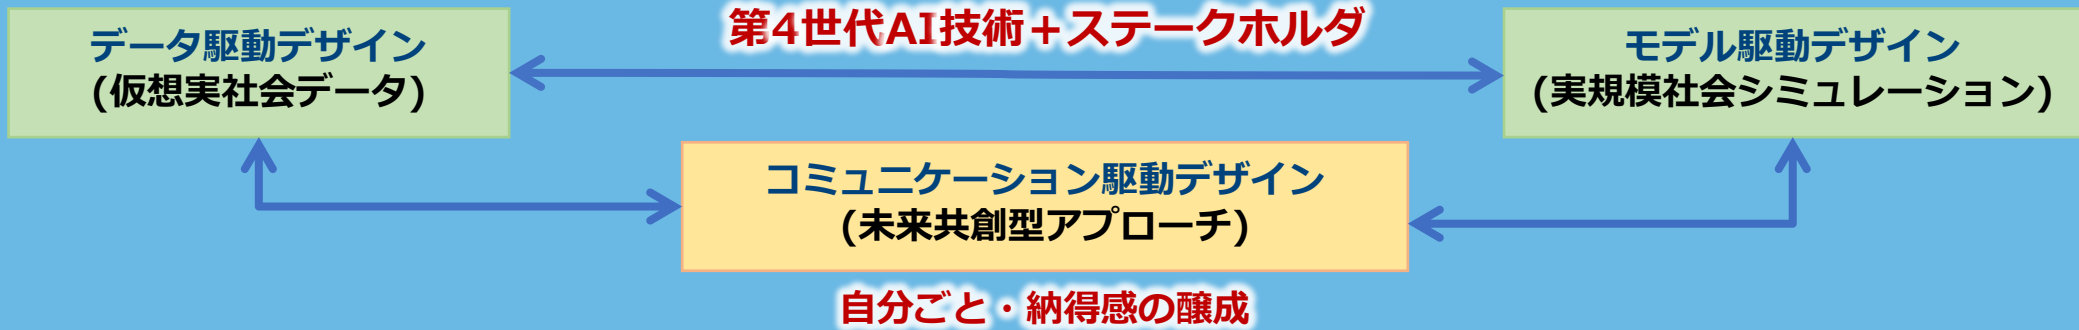 第4世代AI技術＋ステークホルダ
データ駆動デザイン
(仮想実社会データ)
モデル駆動デザイン
(実規模社会シミュレーション)
コミュニケーション駆動デザイン
(未来共創型アプローチ)
自分ごと・納得感の醸成